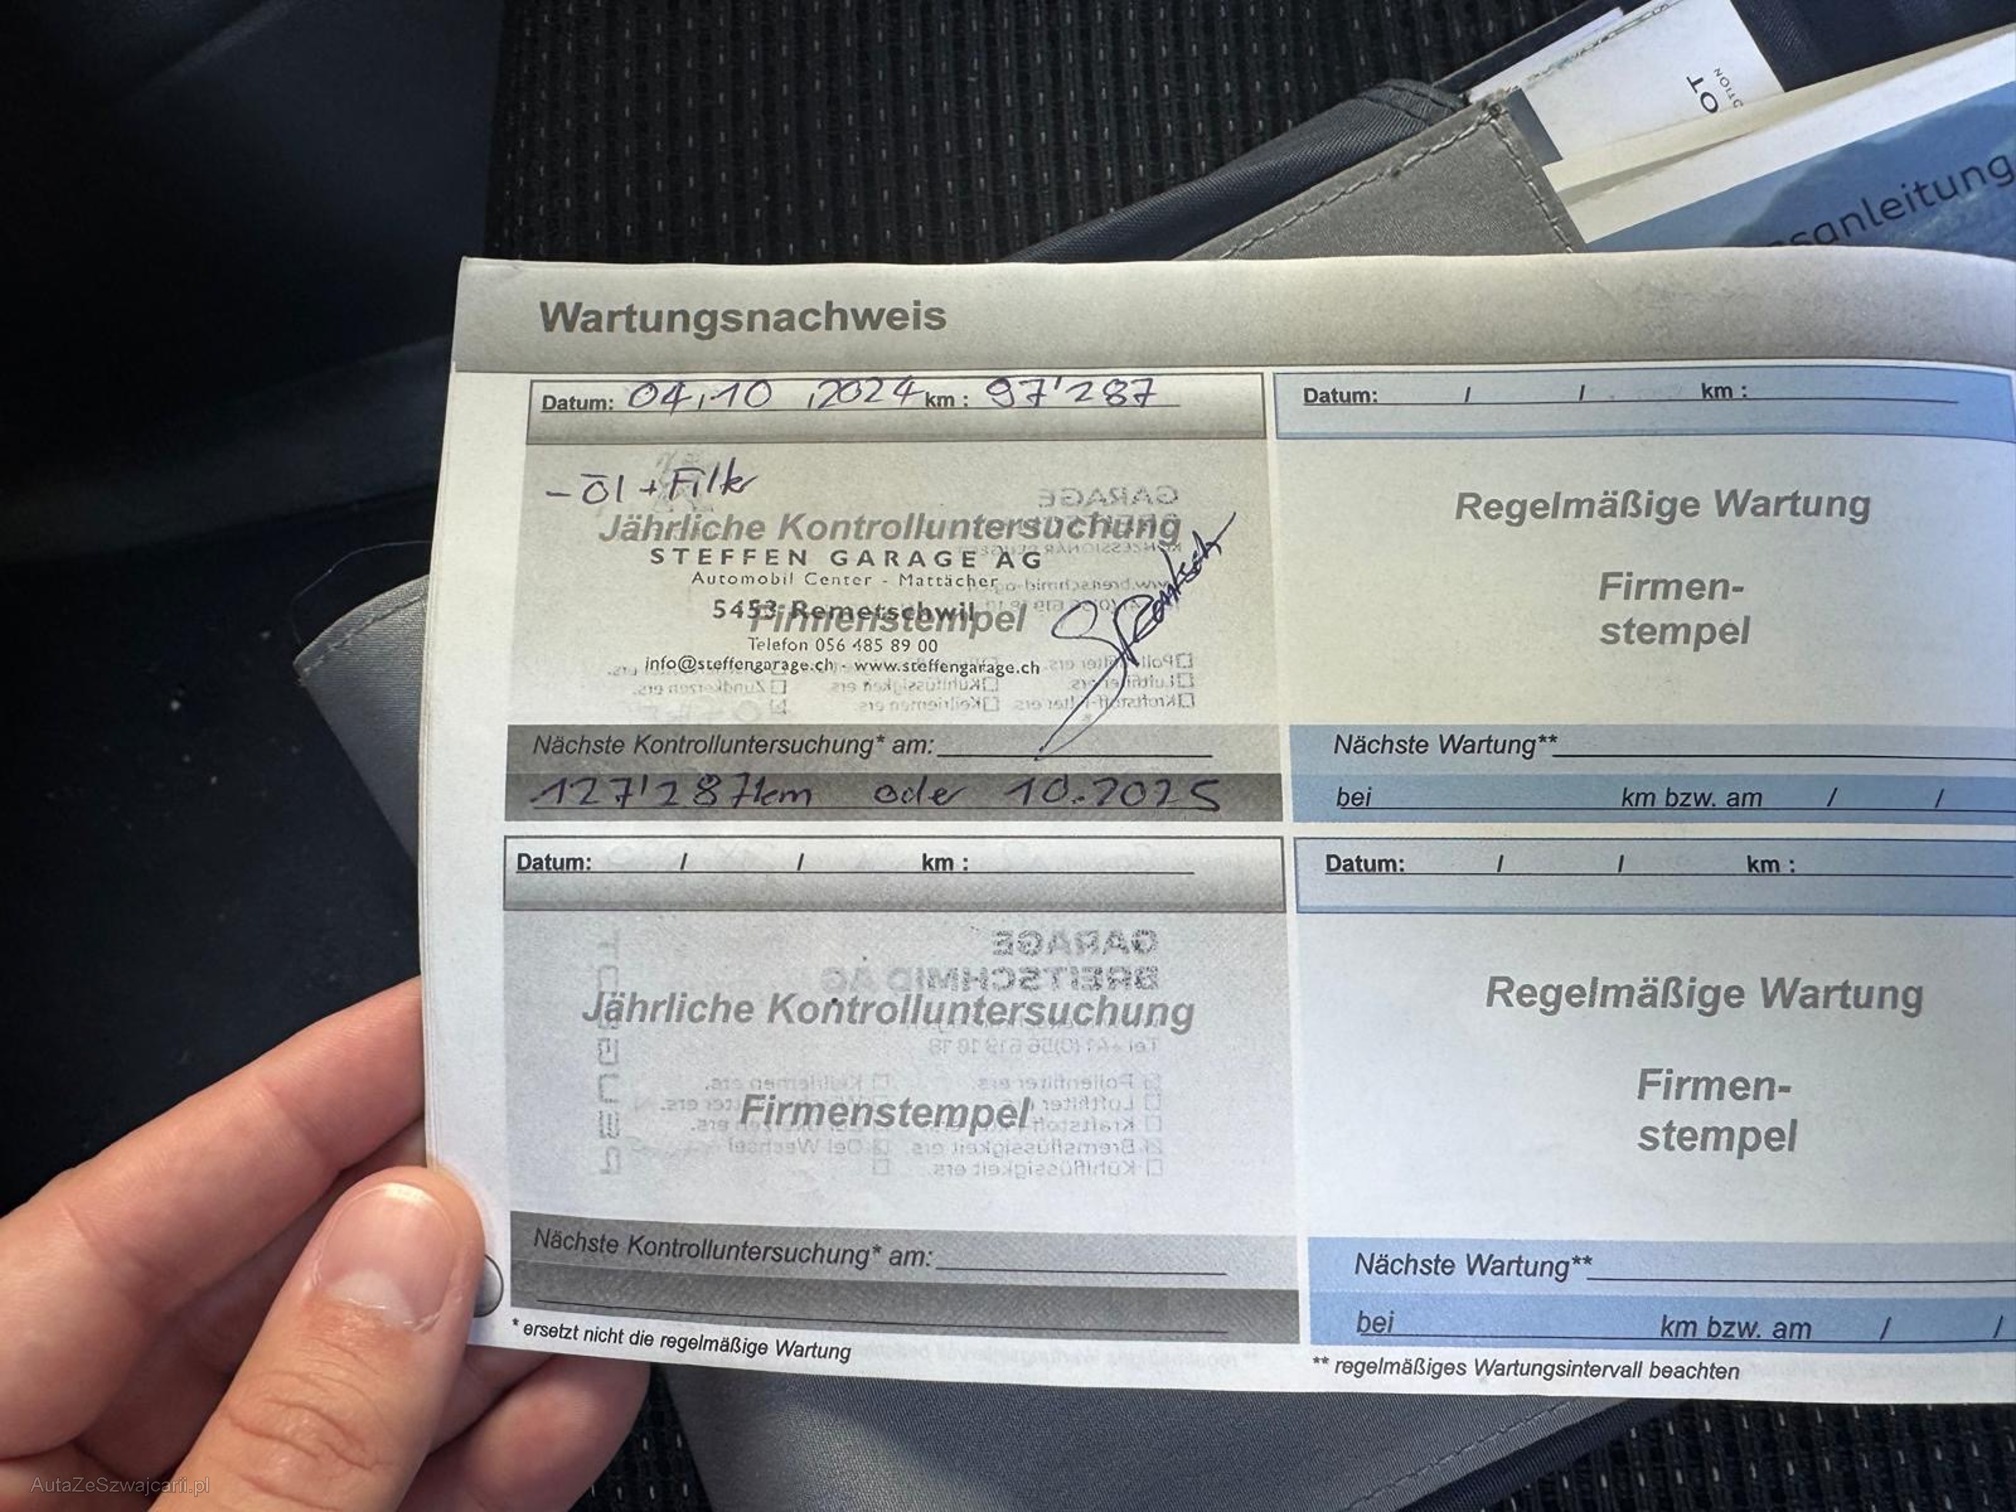 OT
OTION
sanleitung
Wartungsnachweis
Datum: 04,10 ,2024 km : 97'287
- Öl + Filter
Jährliche Kontrolluntersuchung
STEFFEN GARAGE AG
Automobil Center - Mattächer
5453 Remetschwil
Firmenstempel
Telefon 056 485 89 00
info@steffengarage.ch - www.steffengarage.ch
Nächste Kontrolluntersuchung* am:
127'287km oder 10.2025
Datum: / / km :
Regelmäßige Wartung
Firmen-
stempel
Nächste Wartung**
bei km bzw. am / /
Datum: / / km :
GARAGE
BREITSCHMID AG
Jährliche Kontrolluntersuchung
Firmenstempel
Nächste Kontrolluntersuchung* am:
* ersetzt nicht die regelmäßige Wartung
Datum: / / km :
Regelmäßige Wartung
Firmen-
stempel
Nächste Wartung**
bei km bzw. am / /
** regelmäßiges Wartungsintervall beachten
AutaZeSzwajcarii.pl